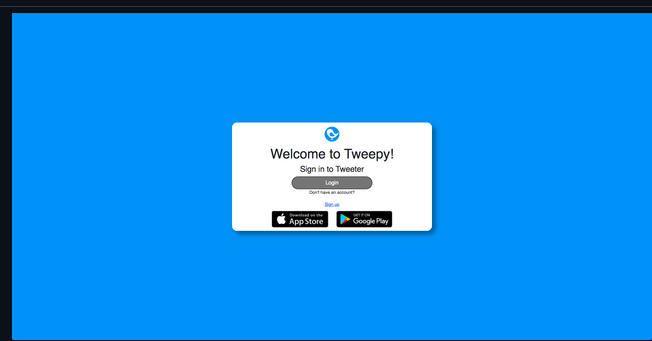 Welcome to Tweepy!
Sign in to Tweeter
Login
Don't have an account?
Sign up
Download on the
App Store
GET IT ON
Google Play